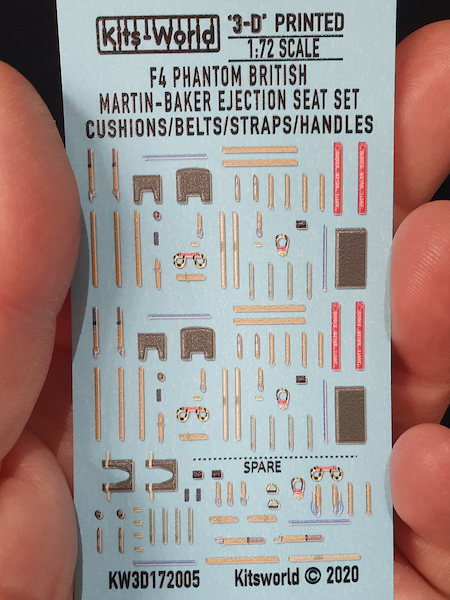 Kits-World
'3-D' PRINTED
1:72 SCALE
F4 PHANTOM BRITISH
MARTIN-BAKER EJECTION SEAT SET
CUSHIONS/BELTS/STRAPS/HANDLES
SPARE
KW3D172005 Kitsworld © 2020